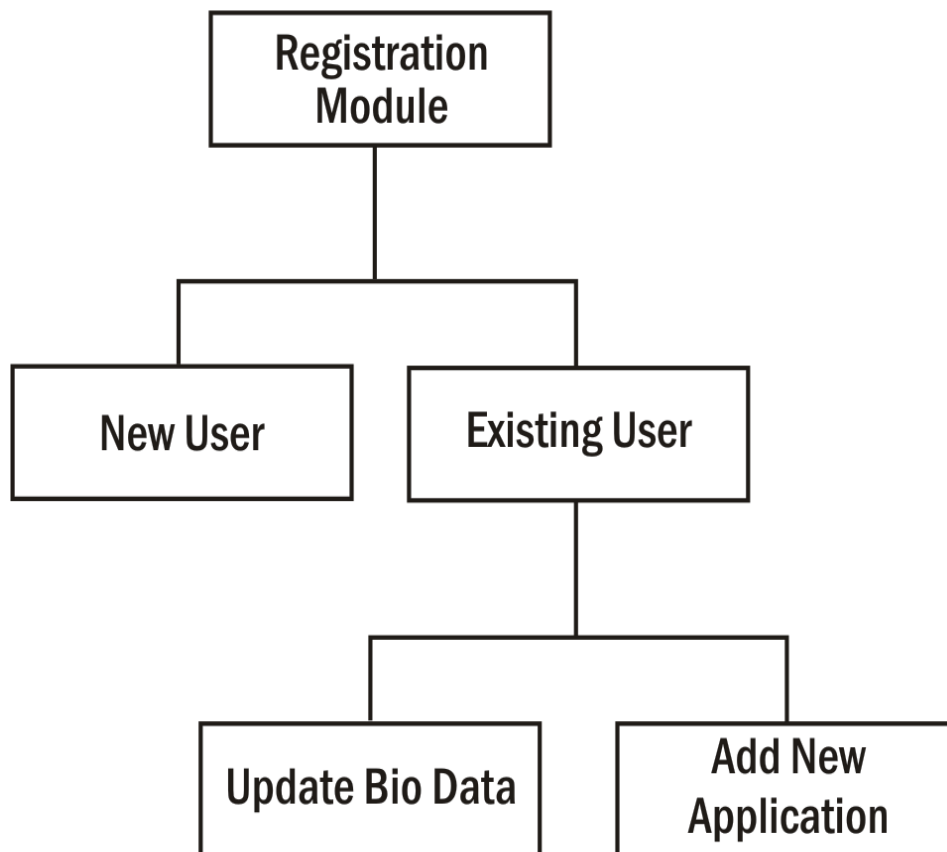 Registration
Module
New User
Existing User
Update Bio Data
Add New
Application